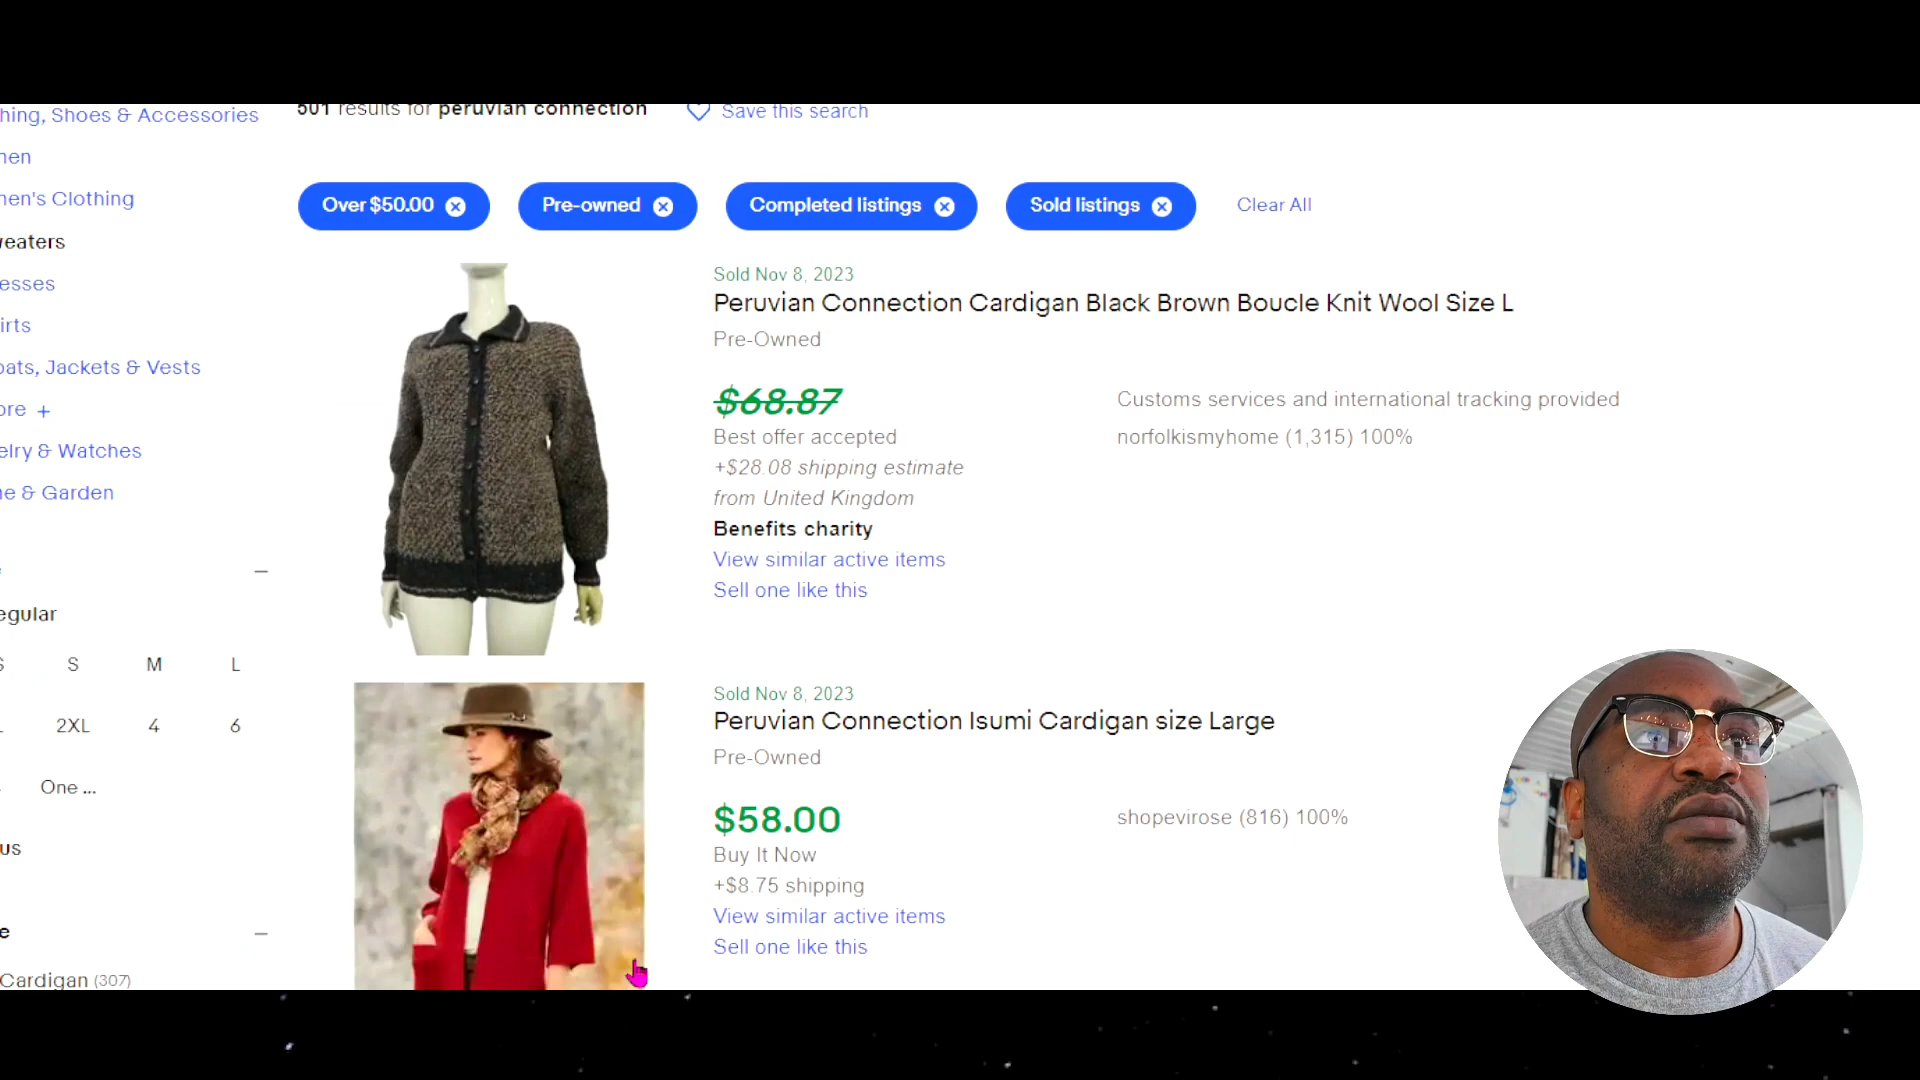 hing, Shoes & Accessories
501 results for peruvian connection
Save this search
nen
nen's Clothing
Over $50.00
Pre-owned
Completed listings
Sold listings
Clear All
weaters
esses
irts
oats, Jackets & Vests
ore +
elry & Watches
ne & Garden
egular
S S M L
L 2XL 4 6
One ...
us
e
Cardigan (307)
Sold Nov 8, 2023
Peruvian Connection Cardigan Black Brown Boucle Knit Wool Size L
Pre-Owned
$68.87
Customs services and international tracking provided
Best offer accepted
norfolkismyhome (1,315) 100%
+$28.08 shipping estimate
from United Kingdom
Benefits charity
View similar active items
Sell one like this
Sold Nov 8, 2023
Peruvian Connection Isumi Cardigan size Large
Pre-Owned
$58.00
shopevirose (816) 100%
Buy It Now
+$8.75 shipping
View similar active items
Sell one like this